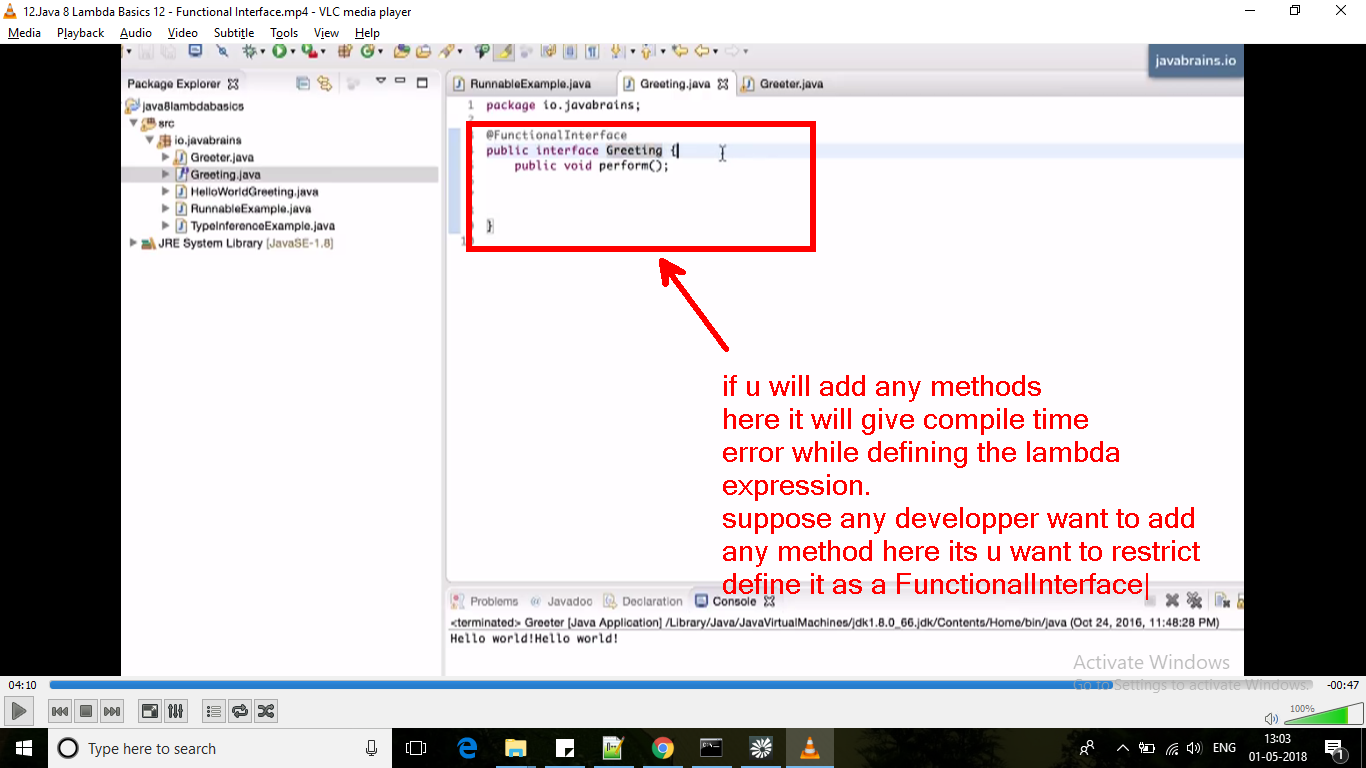 12.Java 8 Lambda Basics 12 - Functional Interface.mp4 - VLC media player
Media Playback Audio Video Subtitle Tools View Help
javabrains.io
Package Explorer
RunnableExample.java Greeting.java Greeter.java
java8lambdabasics
src
io.javabrains
Greeter.java
Greeting.java
HelloWorldGreeting.java
RunnableExample.java
TypeInferenceExample.java
JRE System Library [JavaSE-1.8]
1 package io.javabrains;
2
@FunctionalInterface
public interface Greeting {
public void perform();
}
1
if u will add any methods
here it will give compile time
error while defining the lambda
expression.
suppose any developper want to add
any method here its u want to restrict
define it as a FunctionalInterface
Problems @ Javadoc Declaration Console
<terminated> Greeter [Java Application] /Library/Java/JavaVirtualMachines/jdk1.8.0_66.jdk/Contents/Home/bin/java (Oct 24, 2016, 11:48:28 PM)
Hello world!Hello world!
Activate Windows
Go to Settings to activate Windows.
04:10 -00:47
100%
Type here to search
ENG
13:03
01-05-2018
1